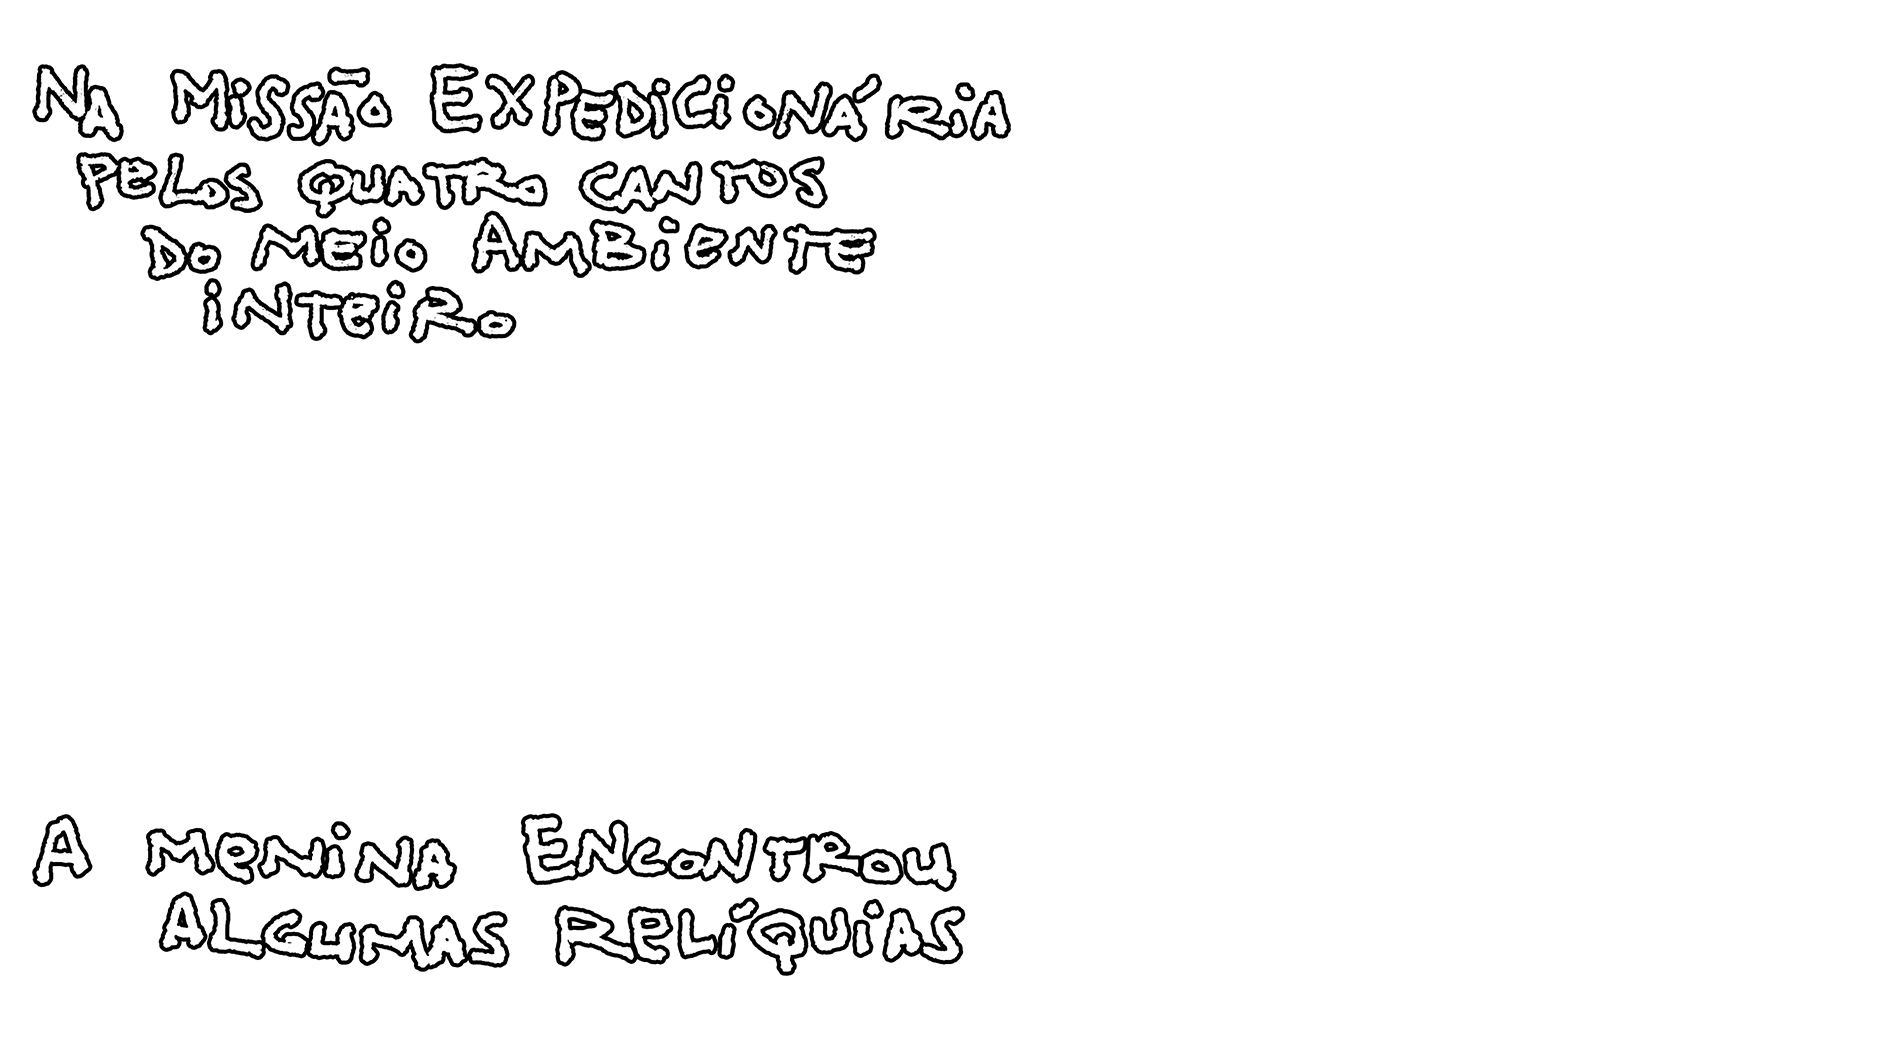 Na Missão Expedicionária
pelos quatro cantos
do meio Ambiente
inteiro
A menina Encontrou
Algumas Relíquias